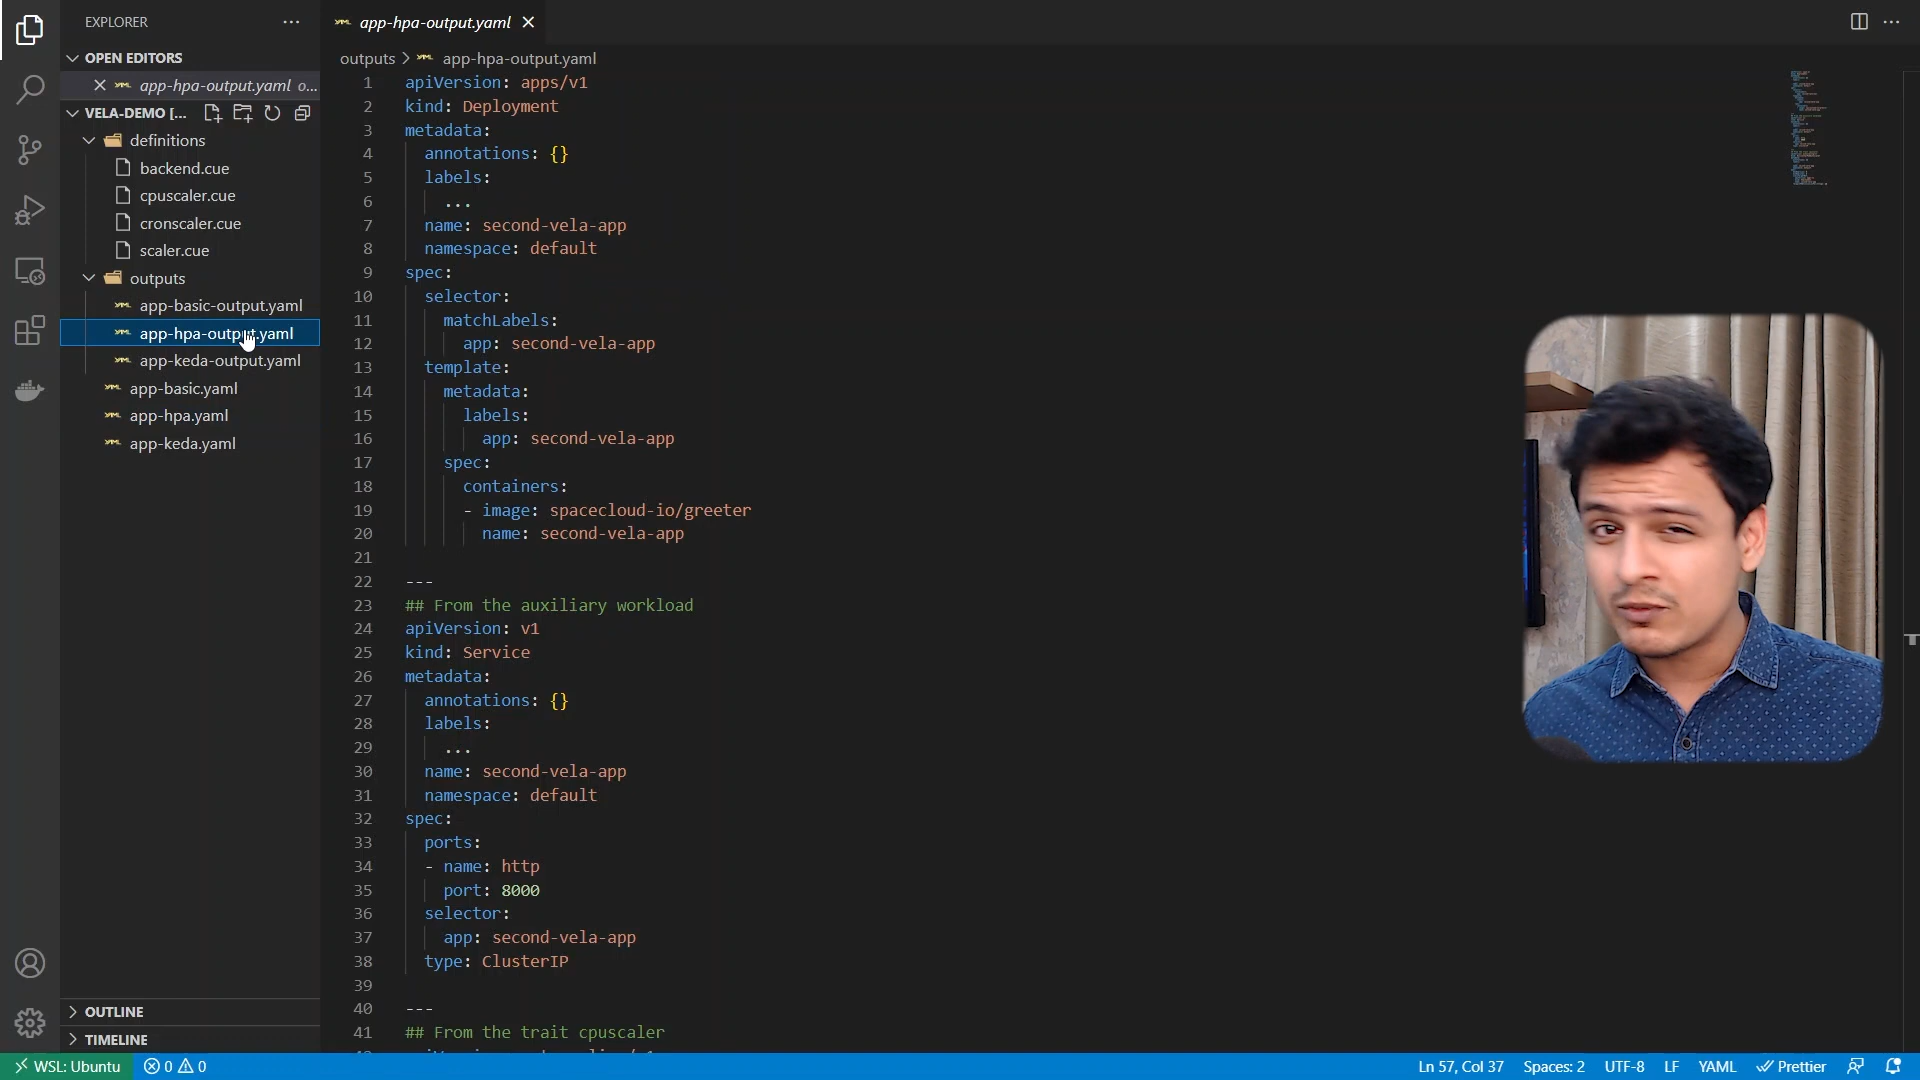 EXPLORER
OPEN EDITORS
app-hpa-output.yaml o...
VELA-DEMO [...
definitions
backend.cue
cpuscaler.cue
cronscaler.cue
scaler.cue
outputs
app-basic-output.yaml
app-hpa-output.yaml
app-keda-output.yaml
app-basic.yaml
app-hpa.yaml
app-keda.yaml
OUTLINE
TIMELINE
app-hpa-output.yaml
outputs > app-hpa-output.yaml
1 apiVersion: apps/v1
2 kind: Deployment
3 metadata:
4 annotations: {}
5 labels:
6 ...
7 name: second-vela-app
8 namespace: default
9 spec:
10 selector:
11 matchLabels:
12 app: second-vela-app
13 template:
14 metadata:
15 labels:
16 app: second-vela-app
17 spec:
18 containers:
19 - image: spacecloud-io/greeter
20 name: second-vela-app
21
22 ---
23 ## From the auxiliary workload
24 apiVersion: v1
25 kind: Service
26 metadata:
27 annotations: {}
28 labels:
29 ...
30 name: second-vela-app
31 namespace: default
32 spec:
33 ports:
34 - name: http
35 port: 8000
36 selector:
37 app: second-vela-app
38 type: ClusterIP
39
40 ---
41 ## From the trait cpuscaler
WSL: Ubuntu 0 0 Ln 57, Col 37 Spaces: 2 UTF-8 LF YAML Prettier